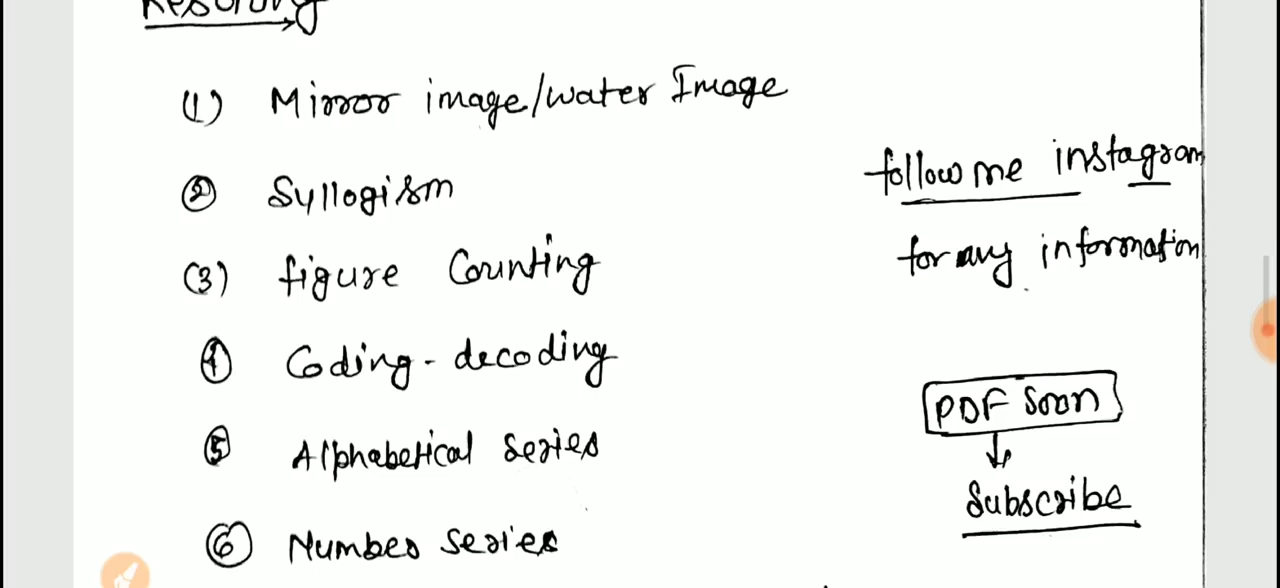 (1) Mirror image/water Image
② Syllogism
(3) figure Counting
④ Coding-decoding
⑤ Alphabetical Series
⑥ Number series
follow me instagram
for any information
PDF Soon
Subscribe